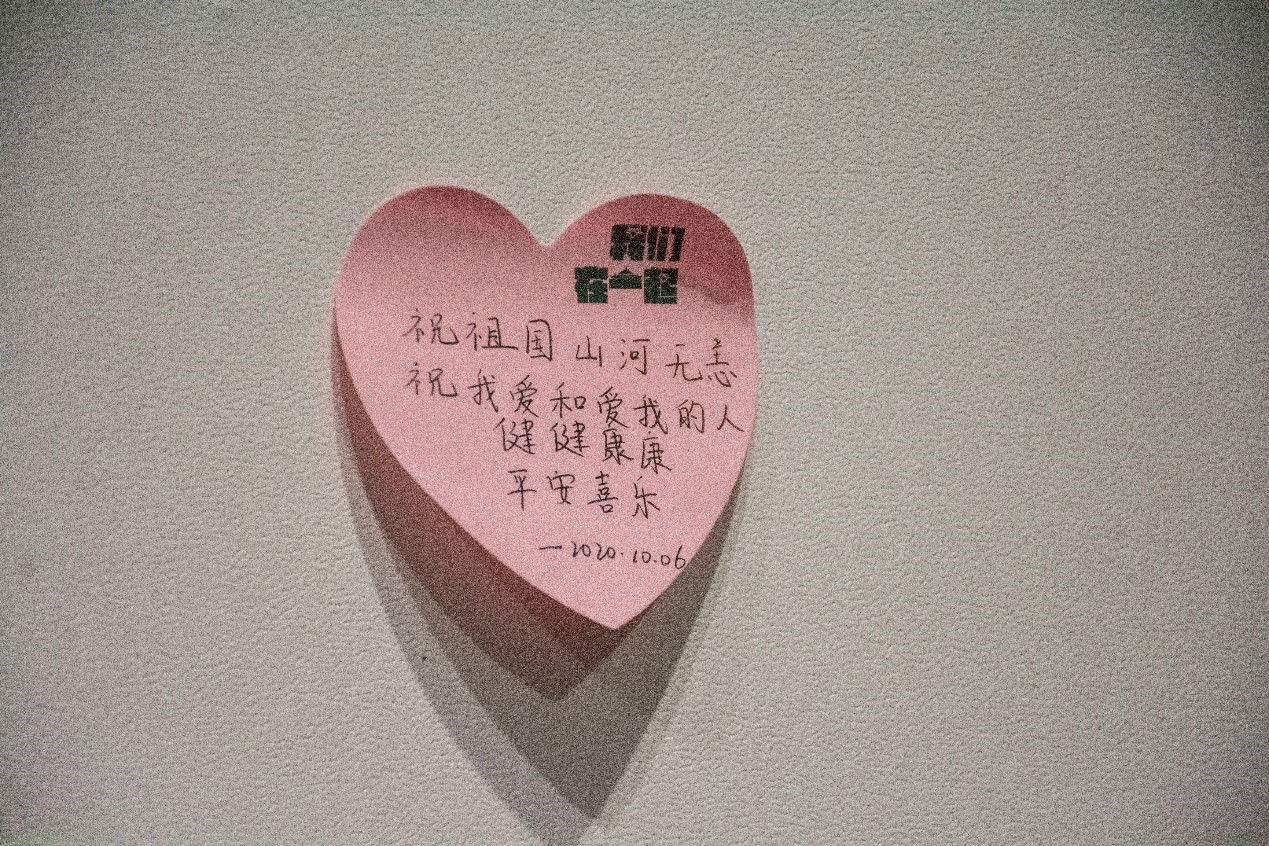 我们
在一起
祝祖国 山河无恙
祝我爱和爱我的人
健健康康
平安喜乐
—2020.10.06